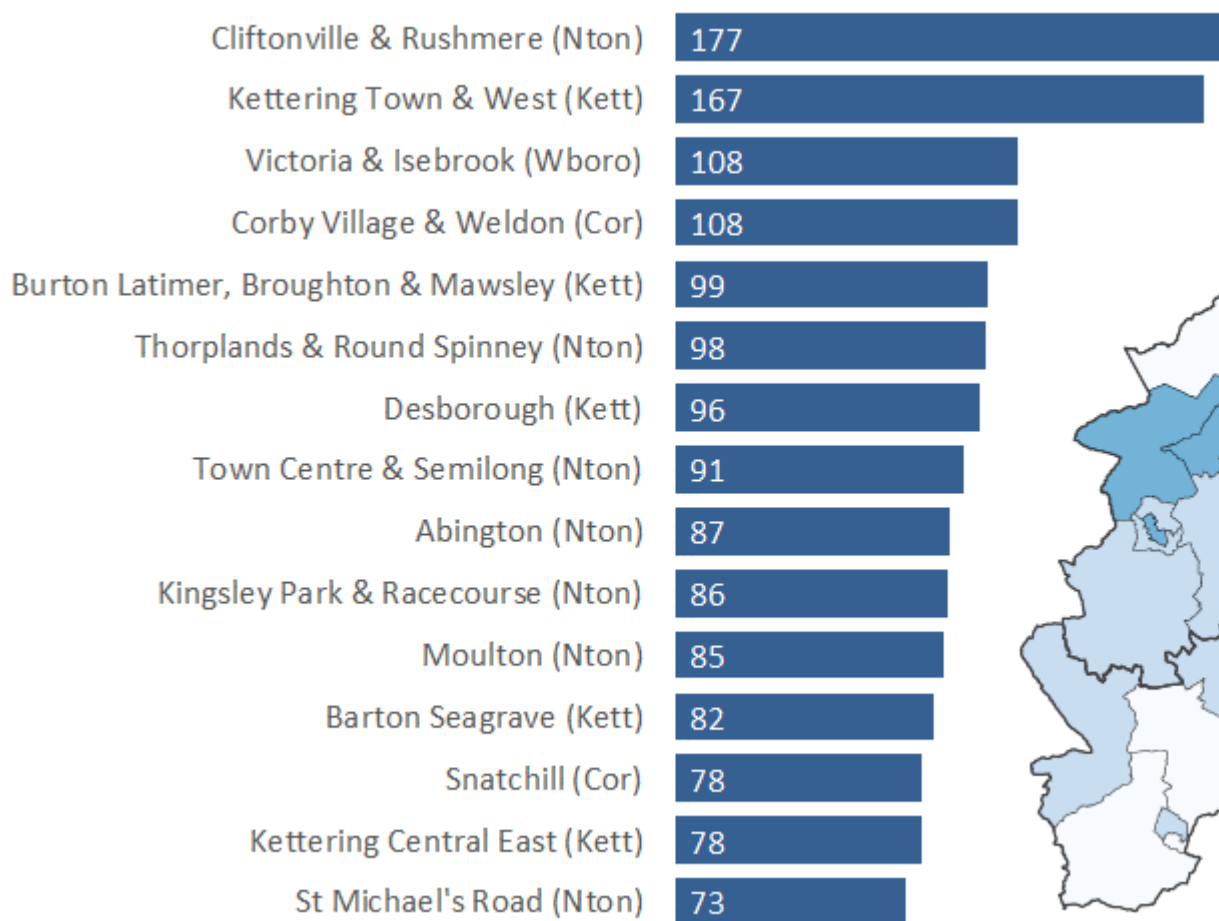 Cliftonville & Rushmere (Nton) 177
Kettering Town & West (Kett) 167
Victoria & Isebrook (Wboro) 108
Corby Village & Weldon (Cor) 108
Burton Latimer, Broughton & Mawsley (Kett) 99
Thorplands & Round Spinney (Nton) 98
Desborough (Kett) 96
Town Centre & Semilong (Nton) 91
Abington (Nton) 87
Kingsley Park & Racecourse (Nton) 86
Moulton (Nton) 85
Barton Seagrave (Kett) 82
Snatchill (Cor) 78
Kettering Central East (Kett) 78
St Michael's Road (Nton) 73